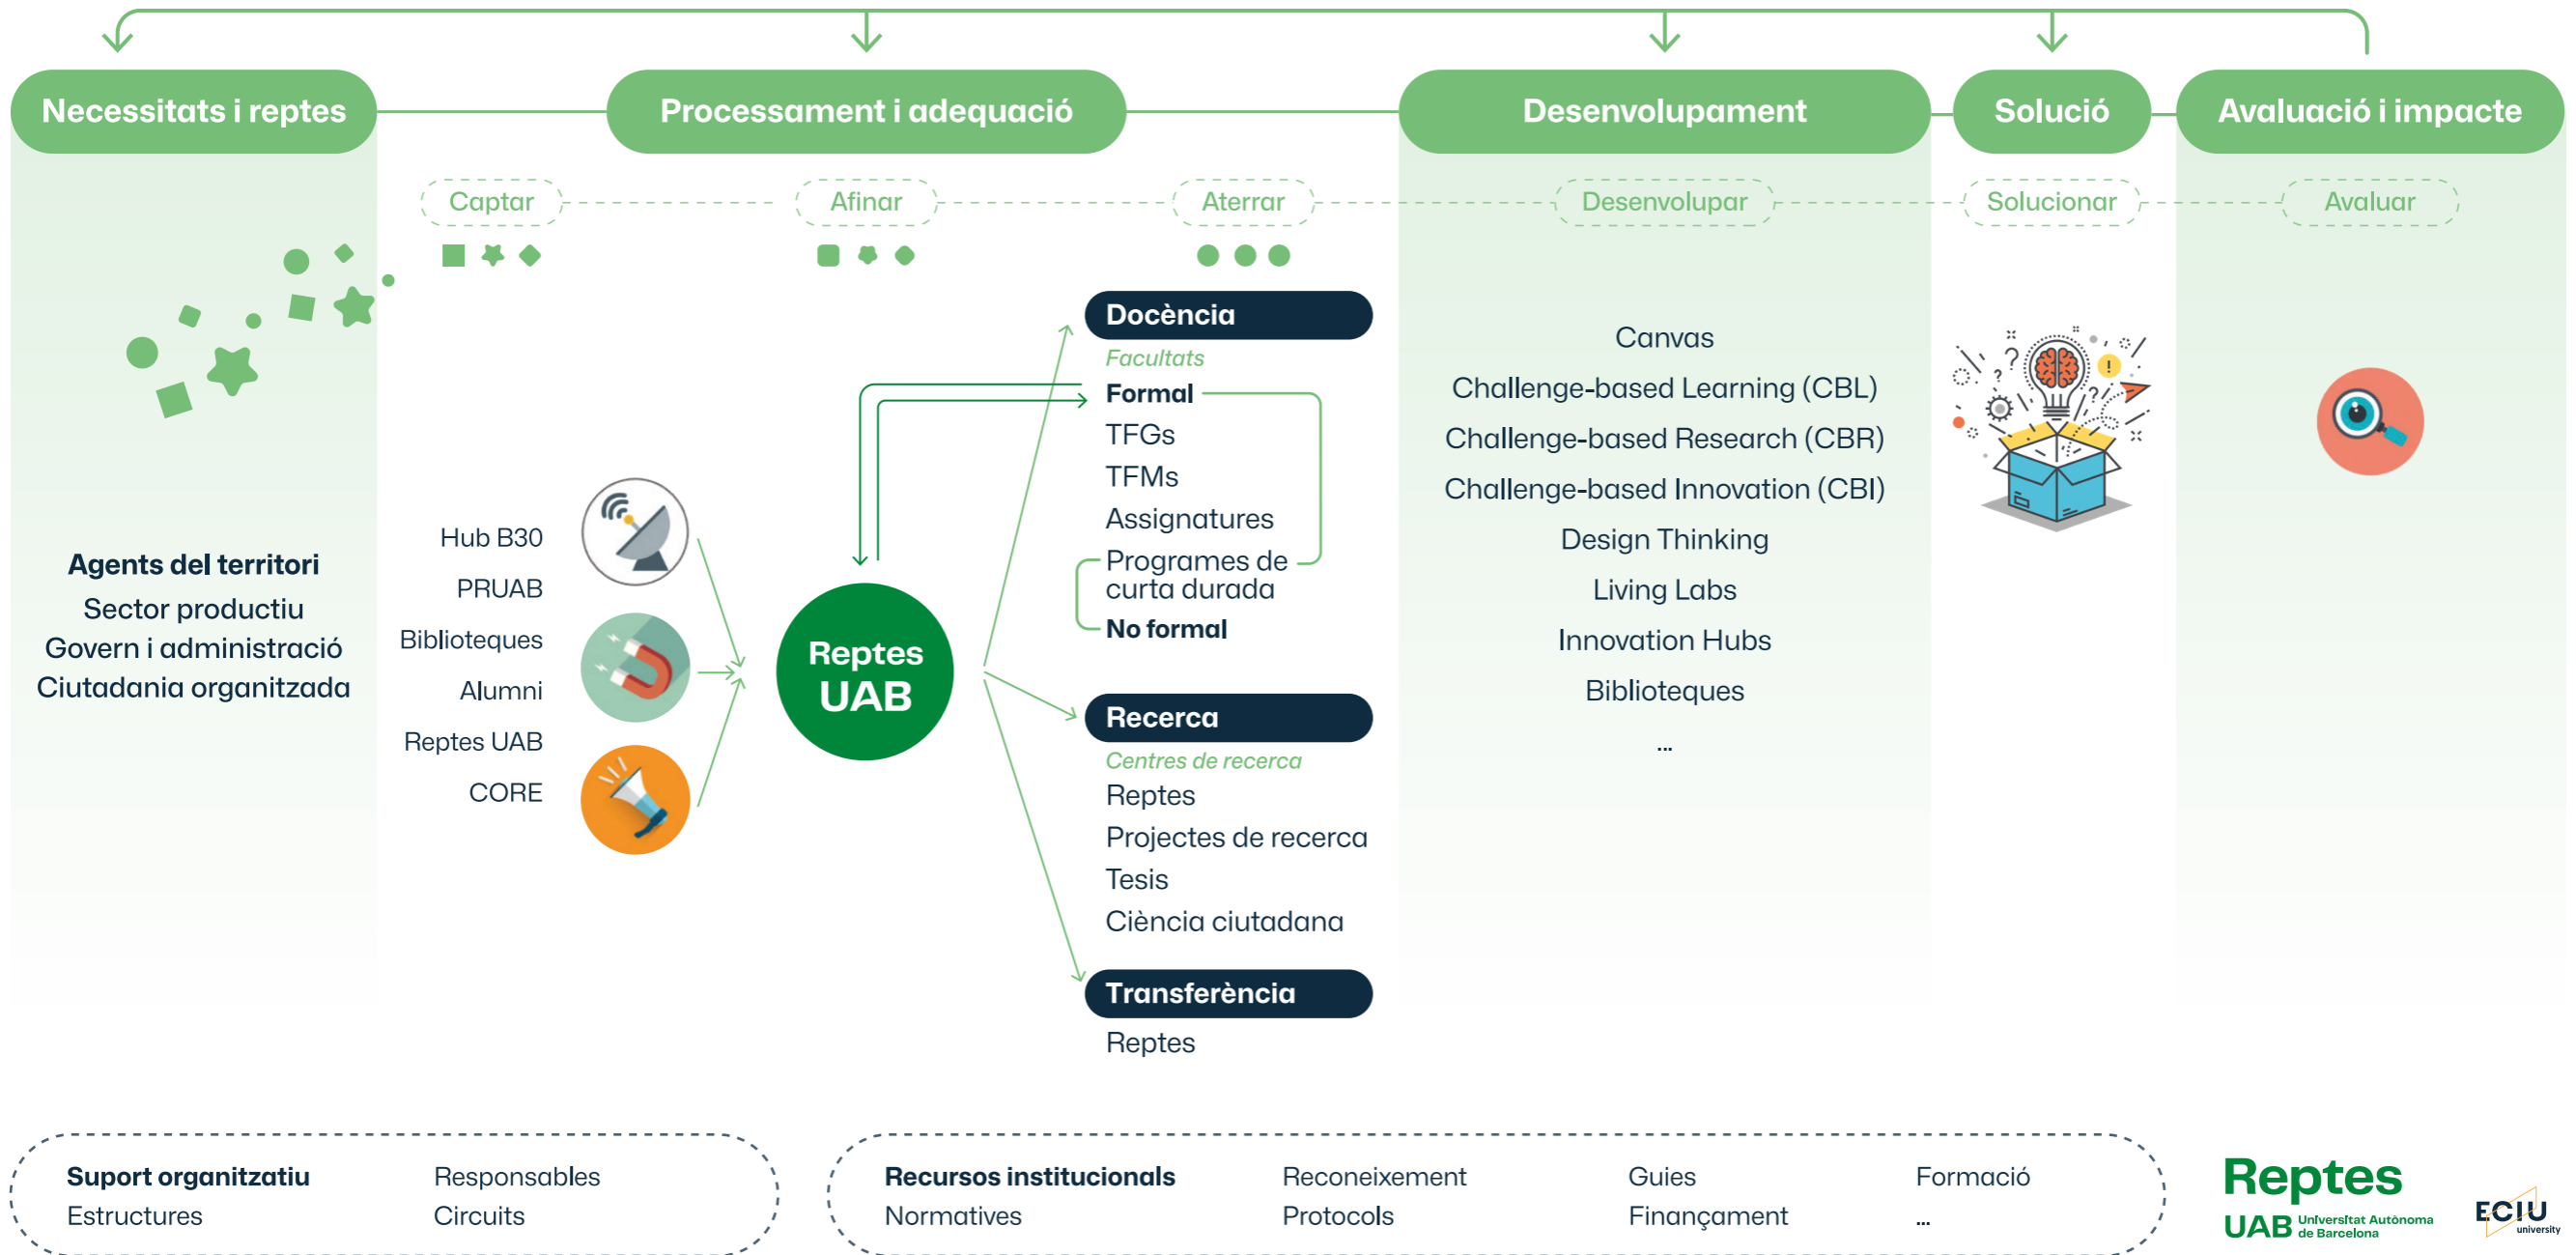 Necessitats i reptes
Processament i adequació
Desenvolupament
Solució
Avaluació i impacte
Captar
Afinar
Aterrar
Desenvolupar
Solucionar
Avaluar
Agents del territori
Sector productiu
Govern i administració
Ciutadania organitzada
Hub B30
PRUAB
Biblioteques
Alumni
Reptes UAB
CORE
Reptes
UAB
Docència
Facultats
Formal
TFGs
TFMs
Assignatures
Programes de
curta durada
No formal
Recerca
Centres de recerca
Reptes
Projectes de recerca
Tesis
Ciència ciutadana
Transferència
Reptes
Canvas
Challenge-based Learning (CBL)
Challenge-based Research (CBR)
Challenge-based Innovation (CBI)
Design Thinking
Living Labs
Innovation Hubs
Biblioteques
...
Suport organitzatiu
Estructures
Responsables
Circuits
Recursos institucionals
Normatives
Reconeixement
Protocols
Guies
Finançament
Formació
...
Reptes
UAB Universitat Autònoma
de Barcelona
ECIU
university